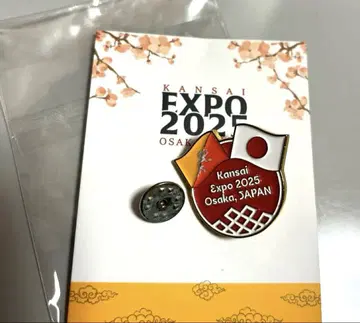 KANSAI
EXPO
2025
OSAKA
Kansai
Expo 2025
Osaka, JAPAN